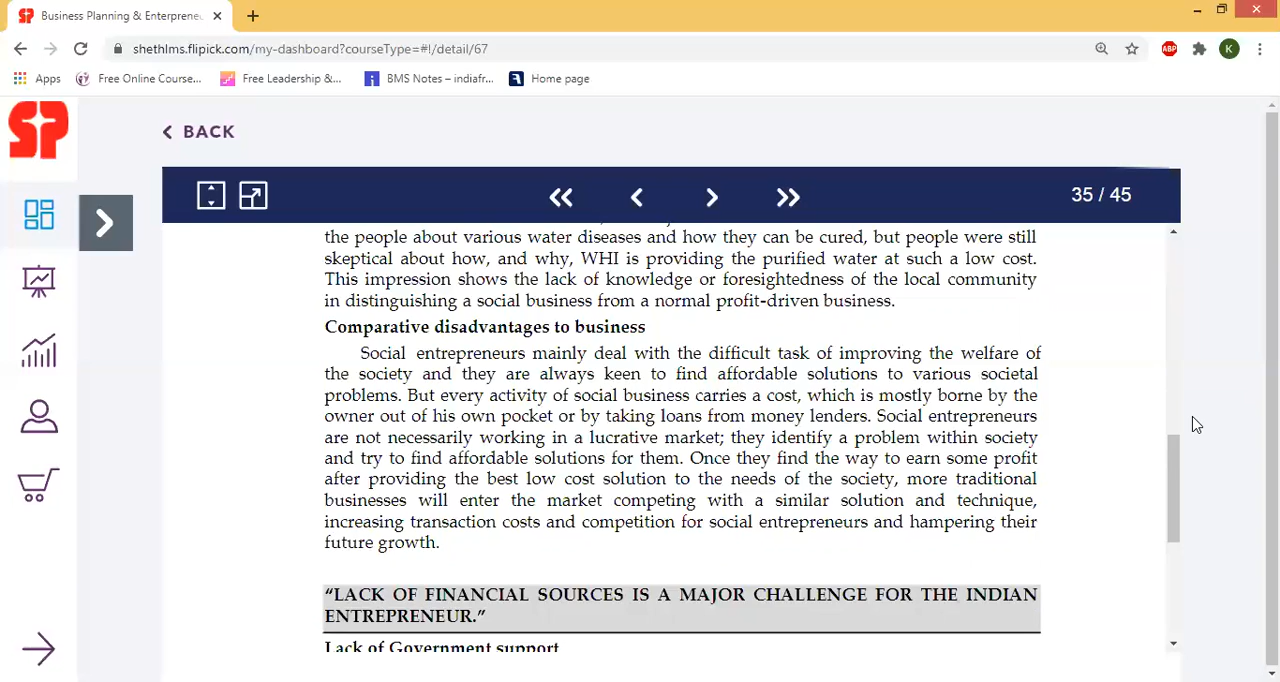 Business Planning & Enterprene
shethlms.flipick.com/my-dashboard?courseType=#!/detail/67
ABP
K
Apps
Free Online Course...
Free Leadership &...
BMS Notes – indiafr...
Home page
SP
BACK
35 / 45
the people about various water diseases and how they can be cured, but people were still
skeptical about how, and why, WHI is providing the purified water at such a low cost.
This impression shows the lack of knowledge or foresightedness of the local community
in distinguishing a social business from a normal profit-driven business.
Comparative disadvantages to business
Social entrepreneurs mainly deal with the difficult task of improving the welfare of
the society and they are always keen to find affordable solutions to various societal
problems. But every activity of social business carries a cost, which is mostly borne by the
owner out of his own pocket or by taking loans from money lenders. Social entrepreneurs
are not necessarily working in a lucrative market; they identify a problem within society
and try to find affordable solutions for them. Once they find the way to earn some profit
after providing the best low cost solution to the needs of the society, more traditional
businesses will enter the market competing with a similar solution and technique,
increasing transaction costs and competition for social entrepreneurs and hampering their
future growth.
“LACK OF FINANCIAL SOURCES IS A MAJOR CHALLENGE FOR THE INDIAN
ENTREPRENEUR.”
Lack of Government support